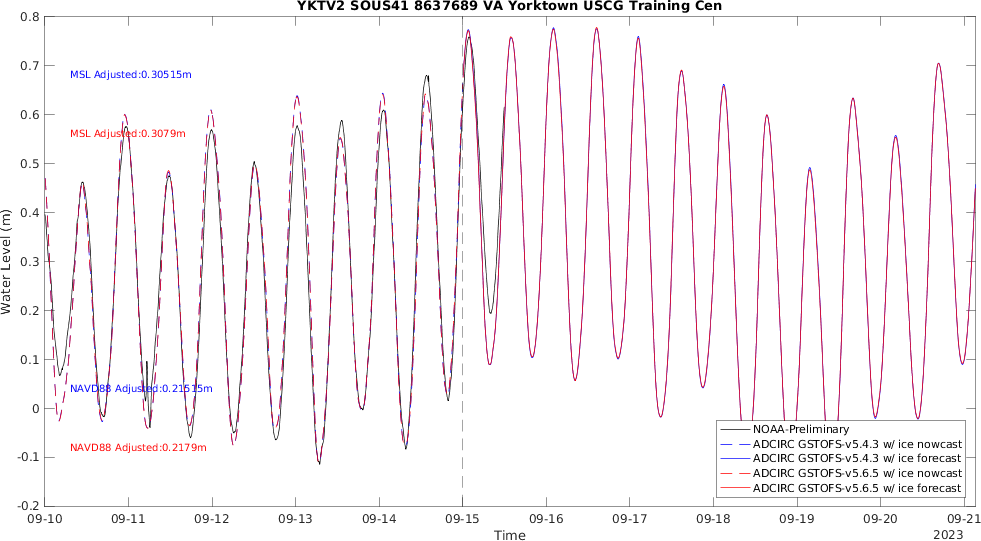 YKTV2 SOUS41 8637689 VA Yorktown USCG Training Cen
0.8
0.7
0.6
0.5
0.4
0.3
0.2
0.1
0
-0.1
-0.2
Water Level (m)
MSL Adjusted:0.30515m
MSL Adjusted:0.3079m
NAVD88 Adjusted:0.21515m
NAVD88 Adjusted:0.2179m
NOAA-Preliminary
ADCIRC GSTOFS-v5.4.3 w/ ice nowcast
ADCIRC GSTOFS-v5.4.3 w/ ice forecast
ADCIRC GSTOFS-v5.6.5 w/ ice nowcast
ADCIRC GSTOFS-v5.6.5 w/ ice forecast
09-10 09-11 09-12 09-13 09-14 09-15 09-16 09-17 09-18 09-19 09-20 09-21
Time
2023